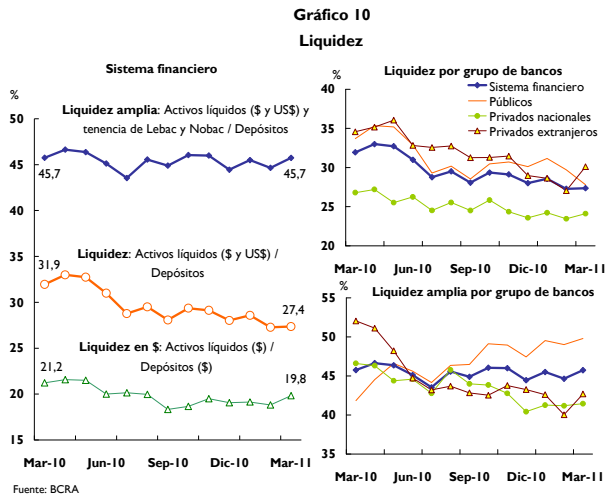 Gráfico 10
Liquidez
Sistema financiero
%
Liquidez amplia: Activos líquidos ($ y US$) y
tenencia de Lebac y Nobac / Depósitos
45,7
45,7
Liquidez: Activos líquidos ($ y US$) /
Depósitos
31,9
27,4
Liquidez en $: Activos líquidos ($) /
Depósitos ($)
21,2
19,8
55
50
45
40
35
30
25
20
15
Mar-10 Jun-10 Sep-10 Dic-10 Mar-11
Liquidez por grupo de bancos
%
Sistema financiero
Públicos
Privados nacionales
Privados extranjeros
40
35
30
25
20
Mar-10 Jun-10 Sep-10 Dic-10 Mar-11
%
Liquidez amplia por grupo de bancos
60
55
50
45
40
35
Mar-10 Jun-10 Sep-10 Dic-10 Mar-11
Fuente: BCRA